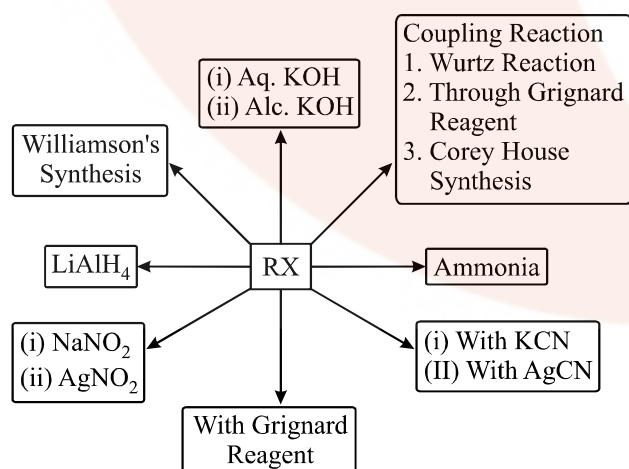 (i) Aq. KOH
(ii) Alc. KOH
Coupling Reaction
1. Wurtz Reaction
2. Through Grignard
Reagent
3. Corey House
Synthesis
Williamson's
Synthesis
LiAlH₄
RX
Ammonia
(i) NaNO₂
(ii) AgNO₂
(i) With KCN
(II) With AgCN
With Grignard
Reagent